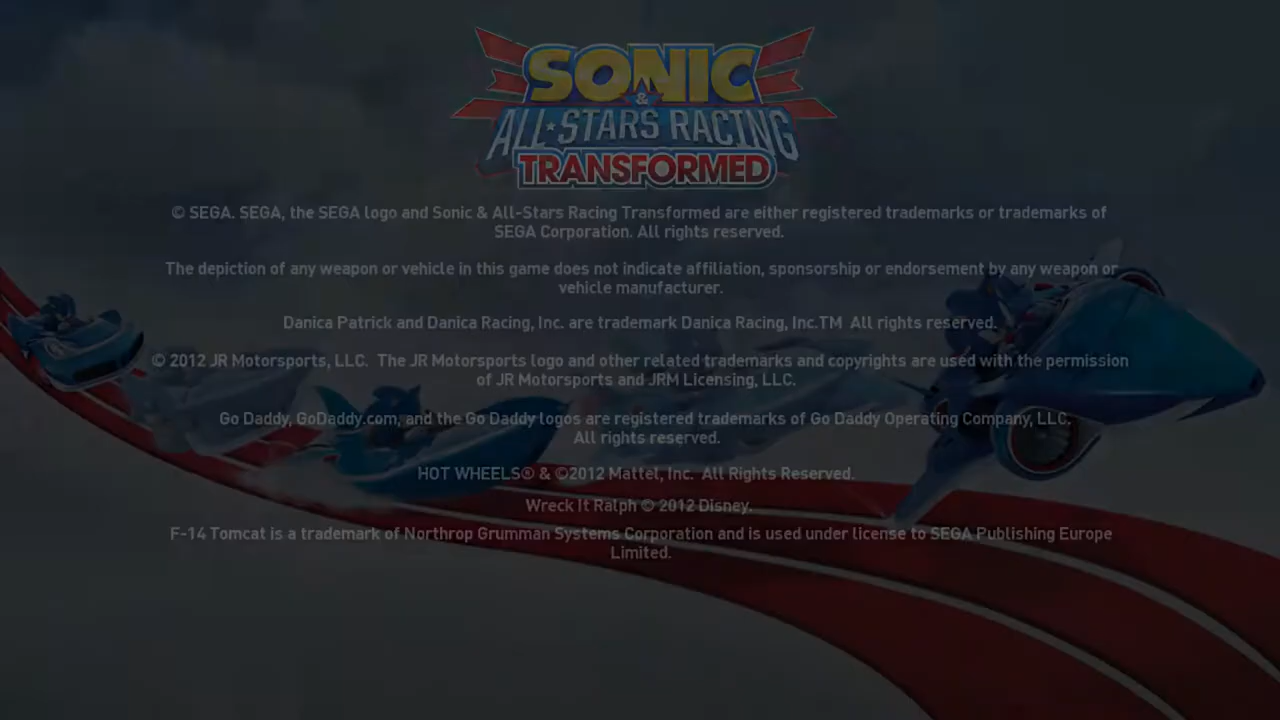 SONIC
&
ALL★STARS RACING
TRANSFORMED
© SEGA. SEGA, the SEGA logo and Sonic & All-Stars Racing Transformed are either registered trademarks or trademarks of
SEGA Corporation. All rights reserved.
The depiction of any weapon or vehicle in this game does not indicate affiliation, sponsorship or endorsement by any weapon or
vehicle manufacturer.
Danica Patrick and Danica Racing, Inc. are trademark Danica Racing, Inc.TM  All rights reserved.
© 2012 JR Motorsports, LLC.  The JR Motorsports logo and other related trademarks and copyrights are used with the permission
of JR Motorsports and JRM Licensing, LLC.
Go Daddy, GoDaddy.com, and the Go Daddy logos are registered trademarks of Go Daddy Operating Company, LLC.
All rights reserved.
HOT WHEELS® & ©2012 Mattel, Inc.  All Rights Reserved.
Wreck It Ralph © 2012 Disney.
F-14 Tomcat is a trademark of Northrop Grumman Systems Corporation and is used under license to SEGA Publishing Europe
Limited.